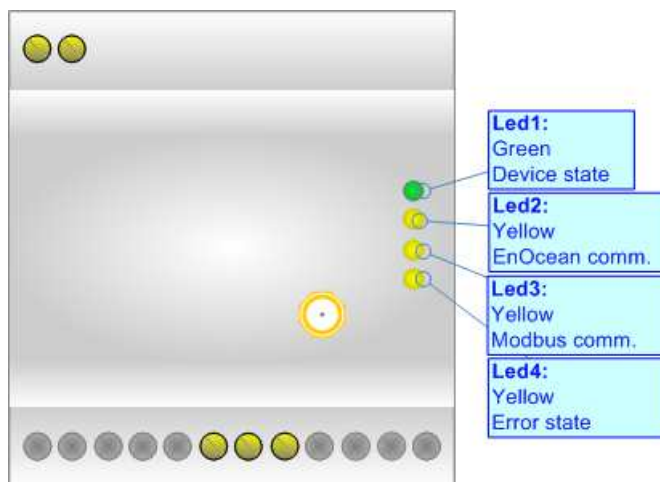 Led1:
Green
Device state
Led2:
Yellow
EnOcean comm.
Led3:
Yellow
Modbus comm.
Led4:
Yellow
Error state